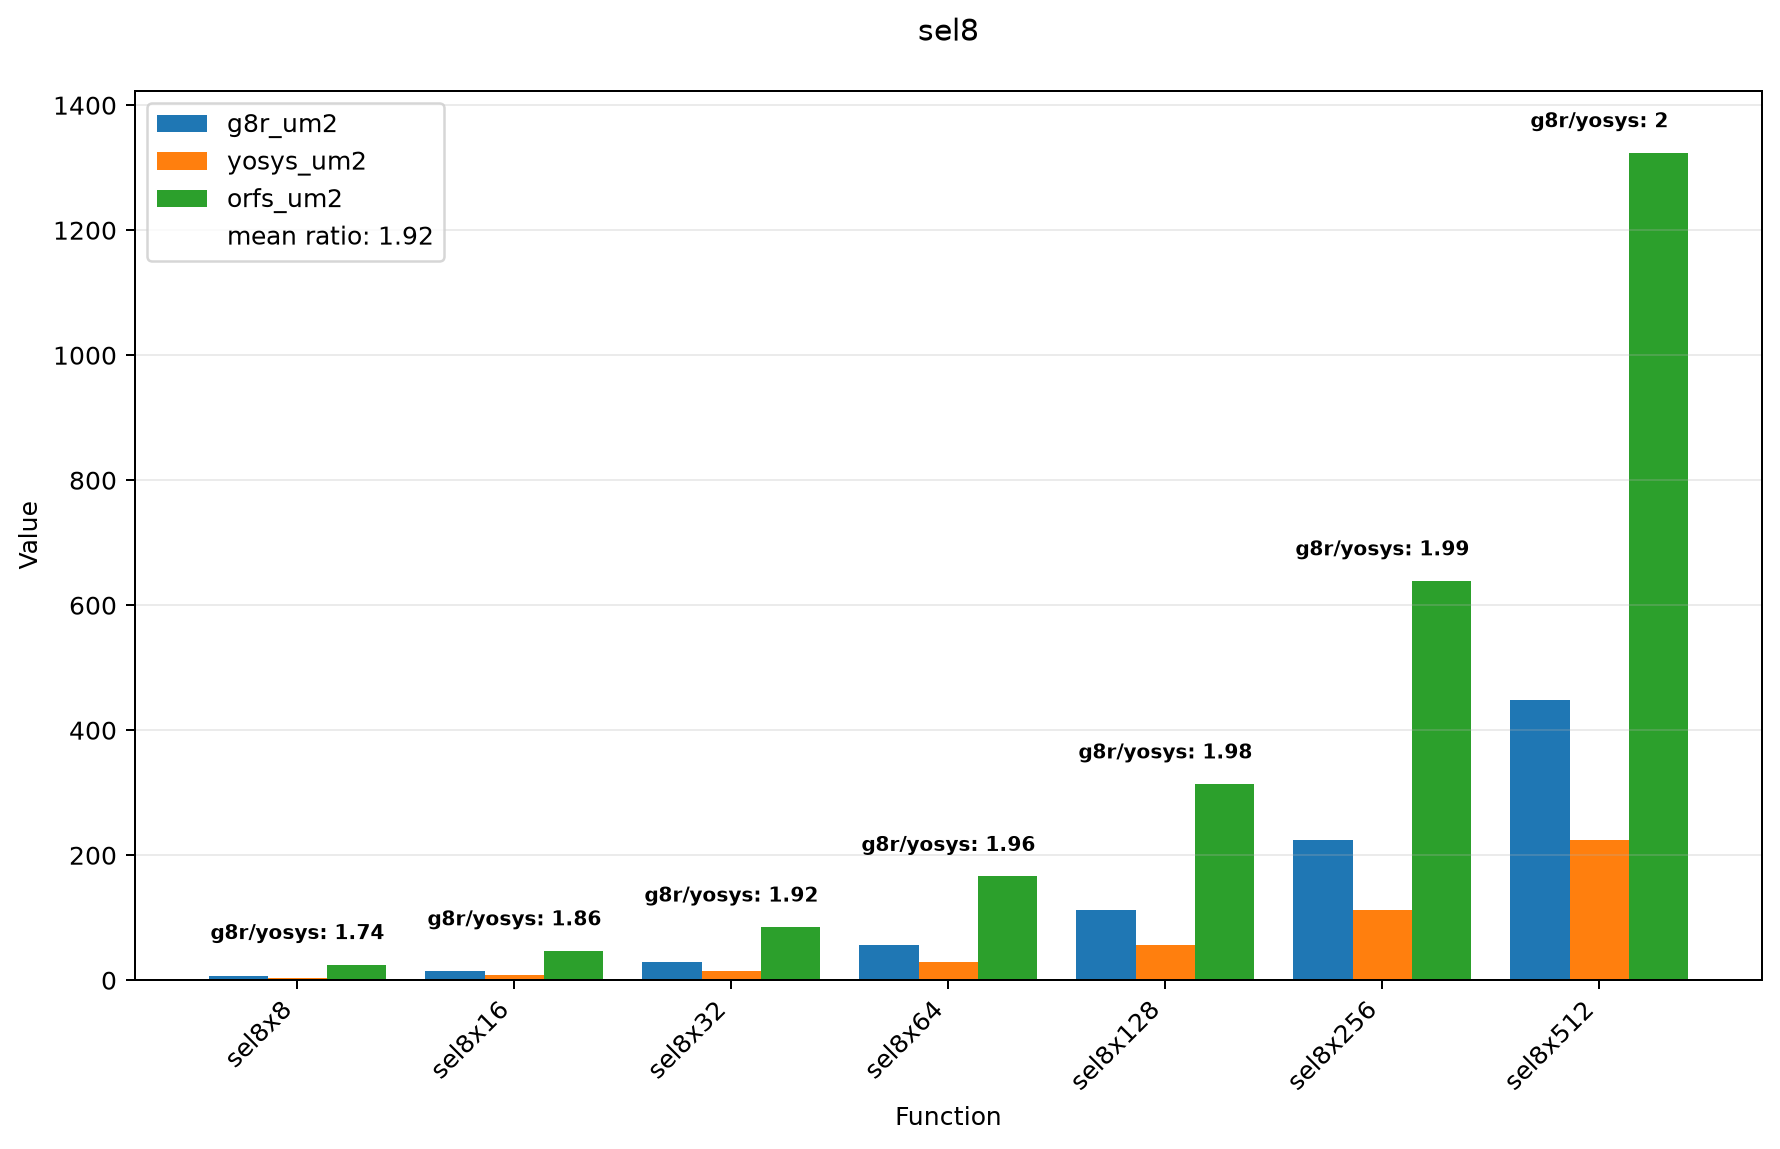 sel8
g8r_um2
yosys_um2
orfs_um2
mean ratio: 1.92
Value
1400
1200
1000
800
600
400
200
0
g8r/yosys: 1.74
g8r/yosys: 1.86
g8r/yosys: 1.92
g8r/yosys: 1.96
g8r/yosys: 1.98
g8r/yosys: 1.99
g8r/yosys: 2
sel8x8
sel8x16
sel8x32
sel8x64
sel8x128
sel8x256
sel8x512
Function